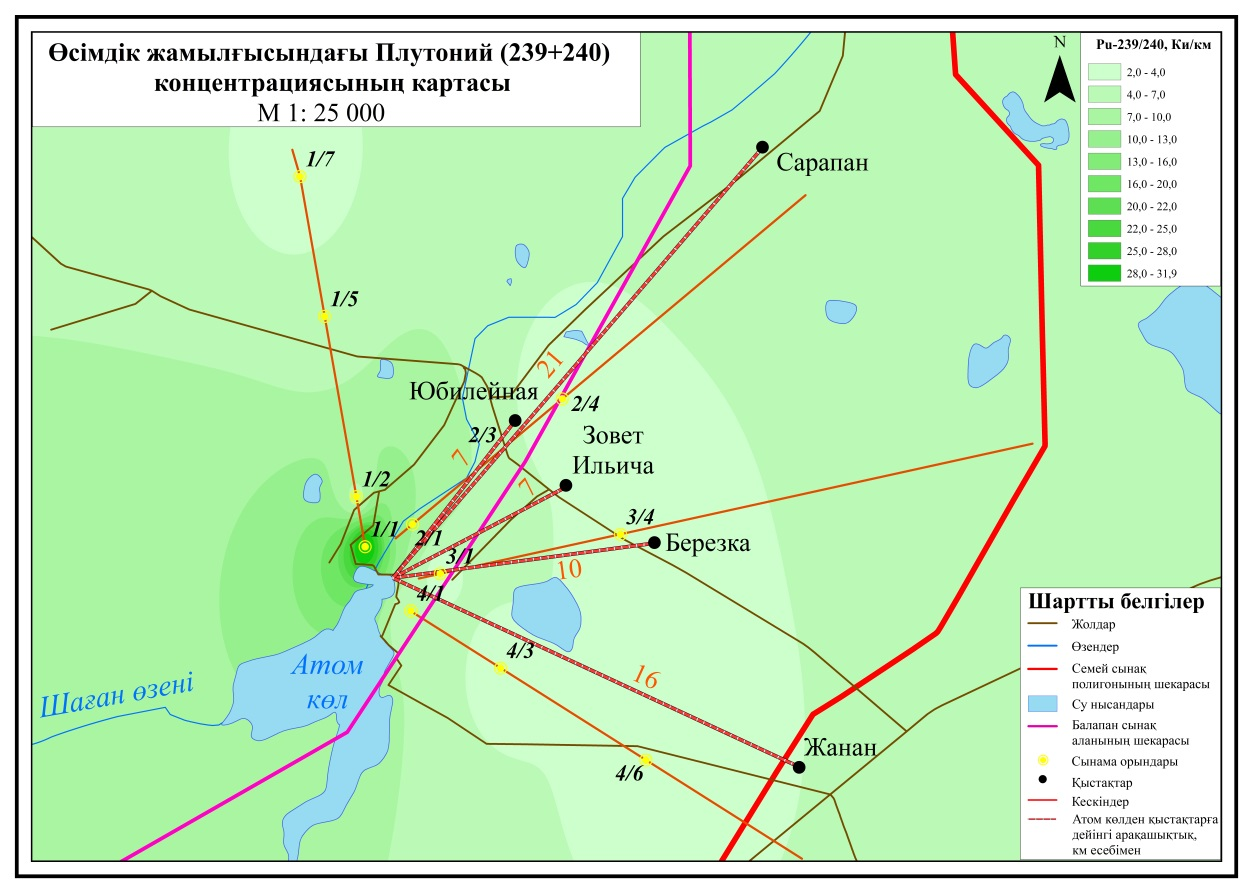 Өсімдік жамылғысындағы Плутоний (239+240)
концентрациясының картасы
М 1: 25 000
N
Pu-239/240, Ки/км
2,0 - 4,0
4,0 - 7,0
7,0 - 10,0
10,0 - 13,0
13,0 - 16,0
16,0 - 20,0
20,0 - 22,0
22,0 - 25,0
25,0 - 28,0
28,0 - 31,9
1/7
Сарапан
1/5
21
Юбилейная
2/4
2/3
Зовет
Ильича
7
1/2
7
1/1
2/1
3/4
Березка
3/1
10
4/1
4/3
16
Атом
көл
Шаған өзені
Жанан
4/6
Шартты белгілер
Жолдар
Өзендер
Семей сынақ
полигонының шекарасы
Су нысандары
Балапан сынақ
аланының шекарасы
Сынама орындары
Қыстақтар
Кескіндер
Атом көлден қыстақтарға
дейінгі арақашықтық,
км есебімен